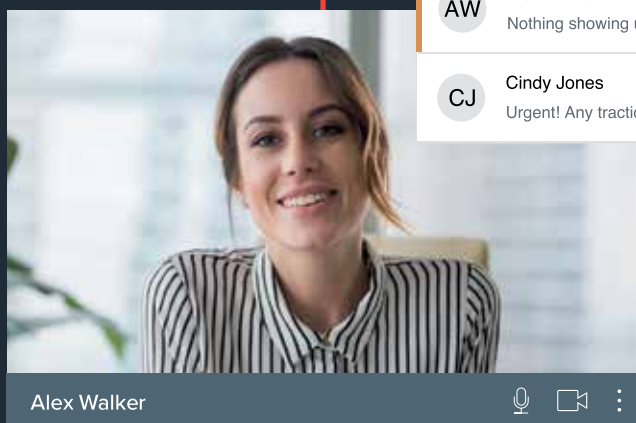 AW
Nothing showing
Cindy Jones
CJ
Urgent! Any
Alex Walker